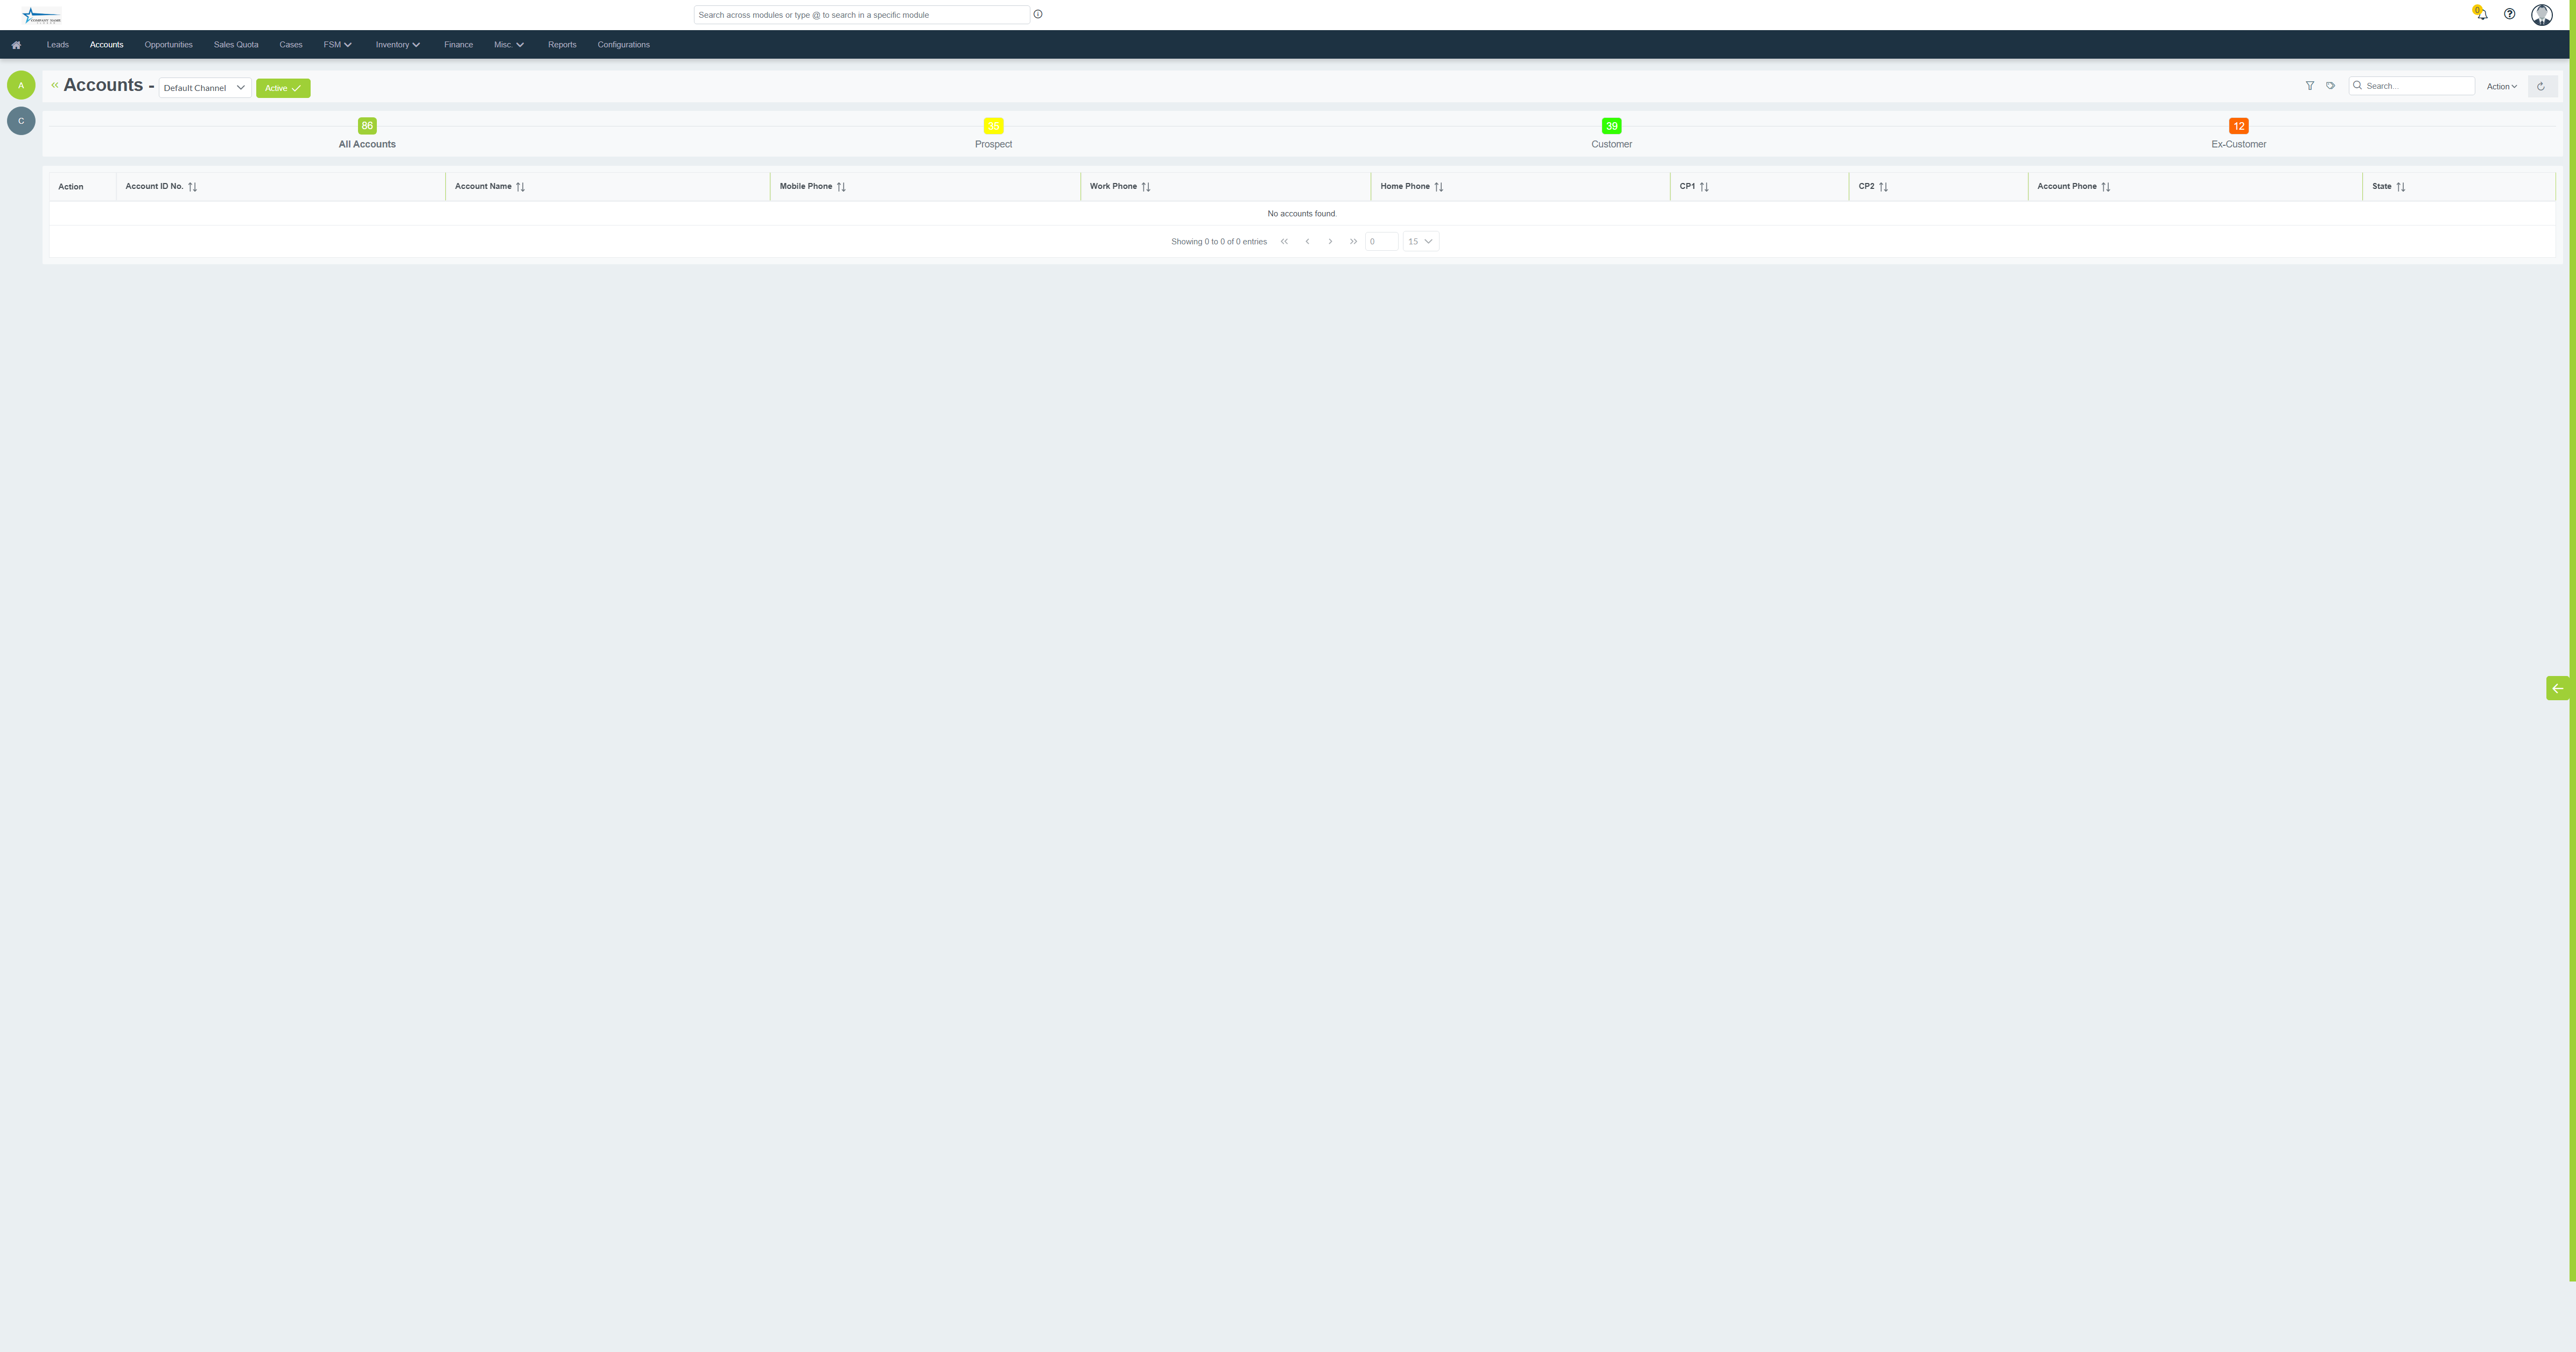 COMPANY NAME
Search across modules or type @ to search in a specific module
0
Leads Accounts Opportunities Sales Quota Cases FSM Inventory Finance Misc. Reports Configurations
A
Accounts - Default Channel Active Search... Action
C
86 35 39 12
All Accounts Prospect Customer Ex-Customer
Action Account ID No. Account Name Mobile Phone Work Phone Home Phone CP1 CP2 Account Phone State
No accounts found.
Showing 0 to 0 of 0 entries 0 15